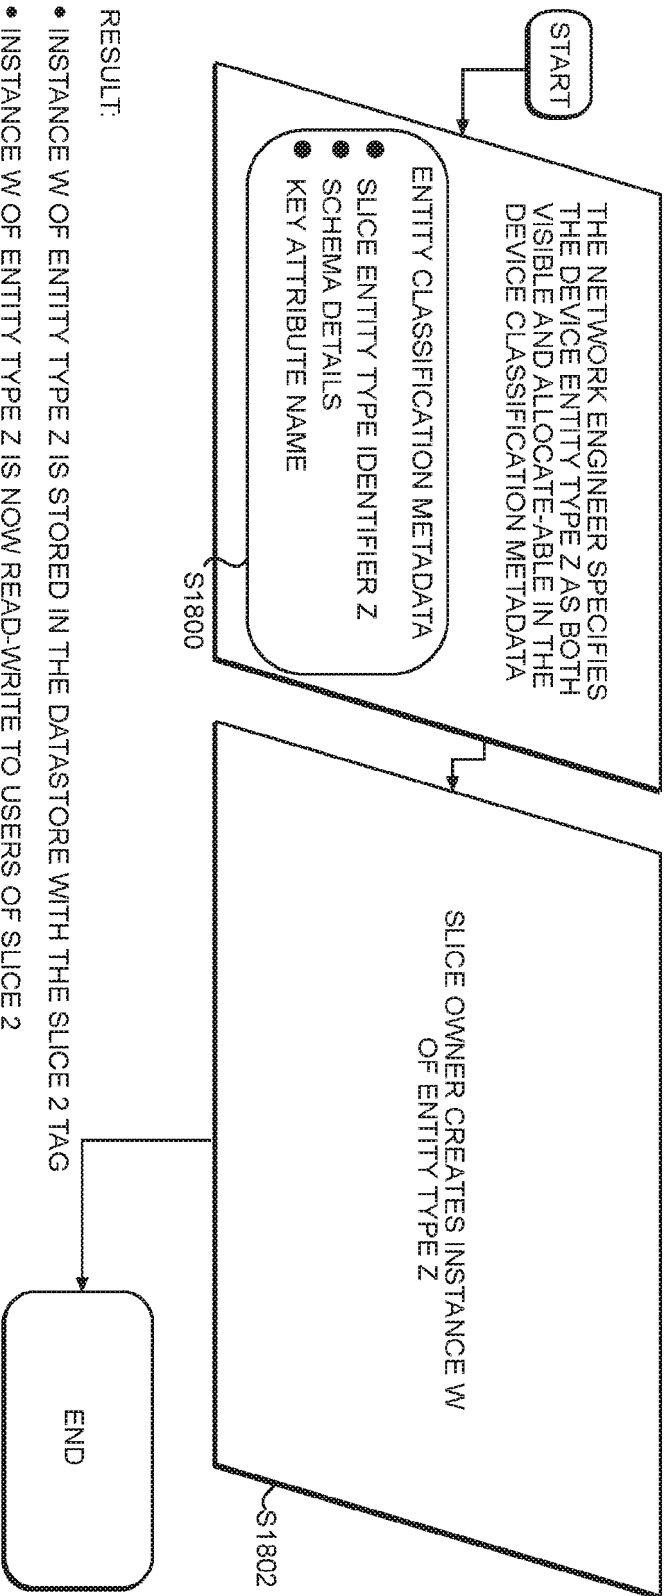 START
THE NETWORK ENGINEER SPECIFIES
THE DEVICE ENTITY TYPE Z AS BOTH
VISIBLE AND ALLOCATE-ABLE IN THE
DEVICE CLASSIFICATION METADATA
ENTITY CLASSIFICATION METADATA
● SLICE ENTITY TYPE IDENTIFIER Z
● SCHEMA DETAILS
● KEY ATTRIBUTE NAME
S1800
SLICE OWNER CREATES INSTANCE W
OF ENTITY TYPE Z
S1802
END
RESULT:
• INSTANCE W OF ENTITY TYPE Z IS STORED IN THE DATASTORE WITH THE SLICE 2 TAG
• INSTANCE W OF ENTITY TYPE Z IS NOW READ-WRITE TO USERS OF SLICE 2